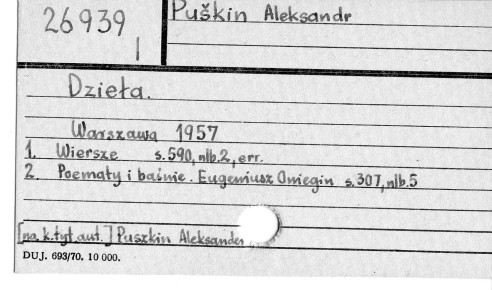 26939
I
Puškin Aleksandr
Dzieła.
Warszawa 1957
1. Wiersze s.590, nlb.2, err.
2. Poematy i baśnie. Eugeniusz Oniegin s.307, nlb.5
[na k.tyt. aut.] Puszkin Aleksander
DUJ. 693/70. 10 000.